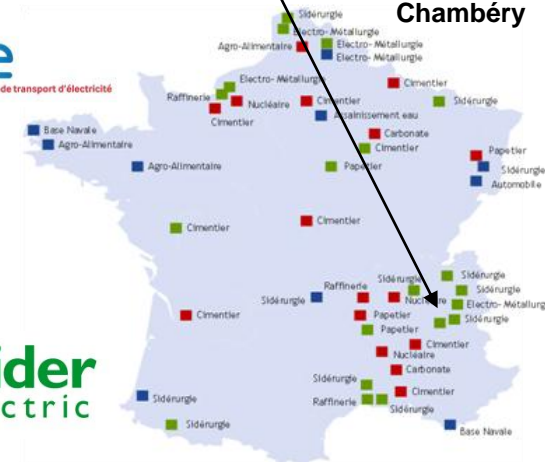 Chambéry
Sidérurgie
Electro- Métallurgie
Agro-Alimentaire
Electro- Métallurgie
Electro- Métallurgie
de transport d'électricité
Electro- Métallurgie
Cimentier
Raffinerie
Nucléaire
Cimentier
Sidérurgie
Cimentier
Assainissement eau
Base Navale
Carbonate
Agro-Alimentaire
Cimentier
Papetier
Agro-Alimentaire
Papetier
Sidérurgie
Automobile
Cimentier
Cimentier
Sidérurgie
Sidérurgie
Raffinerie
Sidérurgie
Sidérurgie
Nucléaire
Electro- Métallurg
Cimentier
Papetier
Sidérurgie
Papetier
Cimentier
Nucléaire
Carbonate
Sidérurgie
Cimentier
Sidérurgie
Raffinerie
Sidérurgie
Sidérurgie
Base Navale
ider
ctric